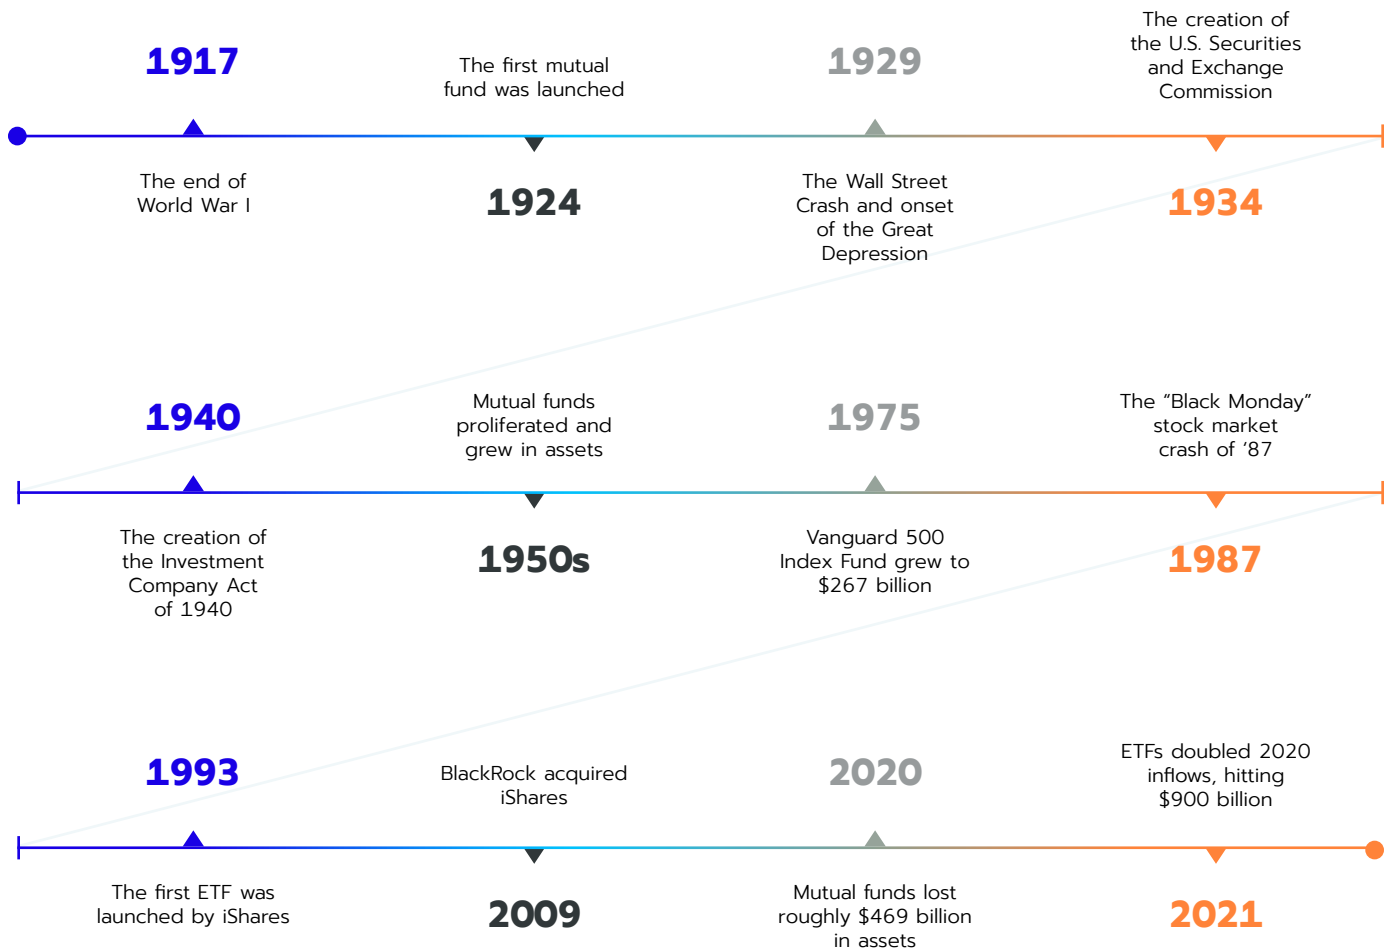 1917
The end of
World War I
The first mutual
fund was launched
1924
1929
The Wall Street
Crash and onset
of the Great
Depression
The creation of
the U.S. Securities
and Exchange
Commission
1934
1940
The creation of
the Investment
Company Act
of 1940
Mutual funds
proliferated and
grew in assets
1950s
1975
Vanguard 500
Index Fund grew to
$267 billion
The “Black Monday”
stock market
crash of ‘87
1987
1993
The first ETF was
launched by iShares
BlackRock acquired
iShares
2009
2020
Mutual funds lost
roughly $469 billion
in assets
ETFs doubled 2020
inflows, hitting
$900 billion
2021